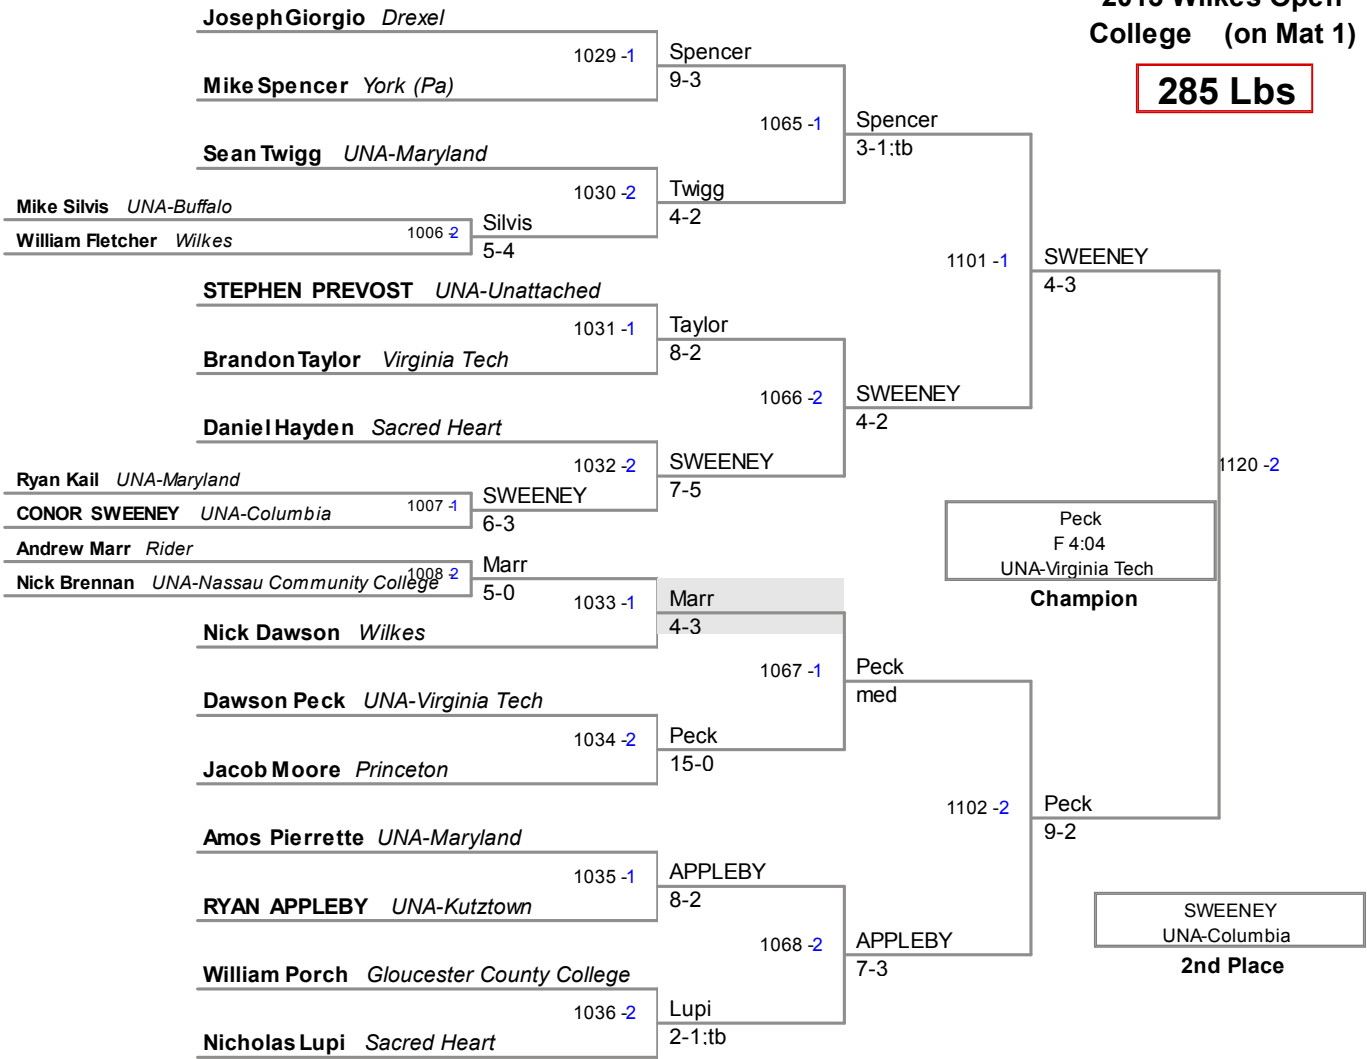 2013 Wilkes Open
College (on Mat 1)
285 Lbs
Joseph Giorgio Drexel
1029 -1
Spencer
9-3
Mike Spencer York (Pa)
1065 -1
Spencer
3-1;tb
Sean Twigg UNA-Maryland
1030 -2
Twigg
4-2
Mike Silvis UNA-Buffalo
1006 -2
Silvis
5-4
William Fletcher Wilkes
1101 -1
SWEENEY
4-3
STEPHEN PREVOST UNA-Unattached
1031 -1
Taylor
8-2
Brandon Taylor Virginia Tech
1066 -2
SWEENEY
4-2
Daniel Hayden Sacred Heart
1032 -2
SWEENEY
7-5
Ryan Kail UNA-Maryland
1007 -1
SWEENEY
6-3
CONOR SWEENEY UNA-Columbia
1120 -2
Peck
F 4:04
UNA-Virginia Tech
Champion
Andrew Marr Rider
1008 -2
Marr
5-0
Nick Brennan UNA-Nassau Community College
1033 -1
Marr
4-3
Nick Dawson Wilkes
1067 -1
Peck
med
Dawson Peck UNA-Virginia Tech
1034 -2
Peck
15-0
Jacob Moore Princeton
1102 -2
Peck
9-2
Amos Pierrette UNA-Maryland
1035 -1
APPLEBY
8-2
RYAN APPLEBY UNA-Kutztown
1068 -2
APPLEBY
7-3
William Porch Gloucester County College
1036 -2
Lupi
2-1;tb
Nicholas Lupi Sacred Heart
SWEENEY
UNA-Columbia
2nd Place